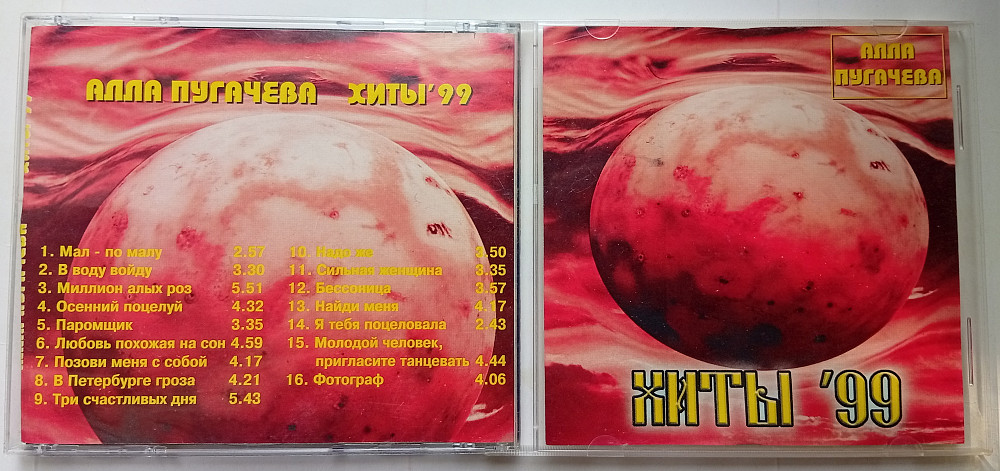 АЛЛА ПУГАЧЕВА ХИТЫ'99
1. Мал - по малу 2.57
2. В воду войду 3.30
3. Миллион алых роз 5.51
4. Осенний поцелуй 4.32
5. Паромщик 3.35
6. Любовь похожая на сон 4.59
7. Позови меня с собой 4.17
8. В Петербурге гроза 4.21
9. Три счастливых дня 5.43
10. Надо же 3.50
11. Сильная женщина 3.35
12. Бессоница 3.57
13. Найди меня 4.17
14. Я тебя поцеловала 2.43
15. Молодой человек,
пригласите танцевать 4.44
16. Фотограф 4.06
АЛЛА
ПУГАЧЕВА
ХИТЫ '99